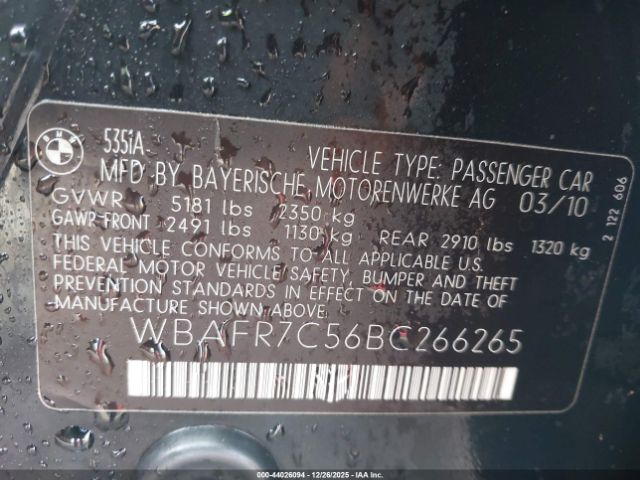 BMW
535iA
VEHICLE TYPE: PASSENGER CAR
MFD BY BAYERISCHE MOTORENWERKE AG 03/10
GVWR 5181 lbs 2350 kg
GAWR-FRONT 2491 lbs 1130 kg REAR 2910 lbs 1320 kg
THIS VEHICLE CONFORMS TO ALL APPLICABLE U.S.
FEDERAL MOTOR VEHICLE SAFETY, BUMPER AND THEFT
PREVENTION STANDARDS IN EFFECT ON THE DATE OF
MANUFACTURE SHOWN ABOVE.
WBAFR7C56BC266265
2 122 606
000-44026094 | 12/26/2025 | COPART